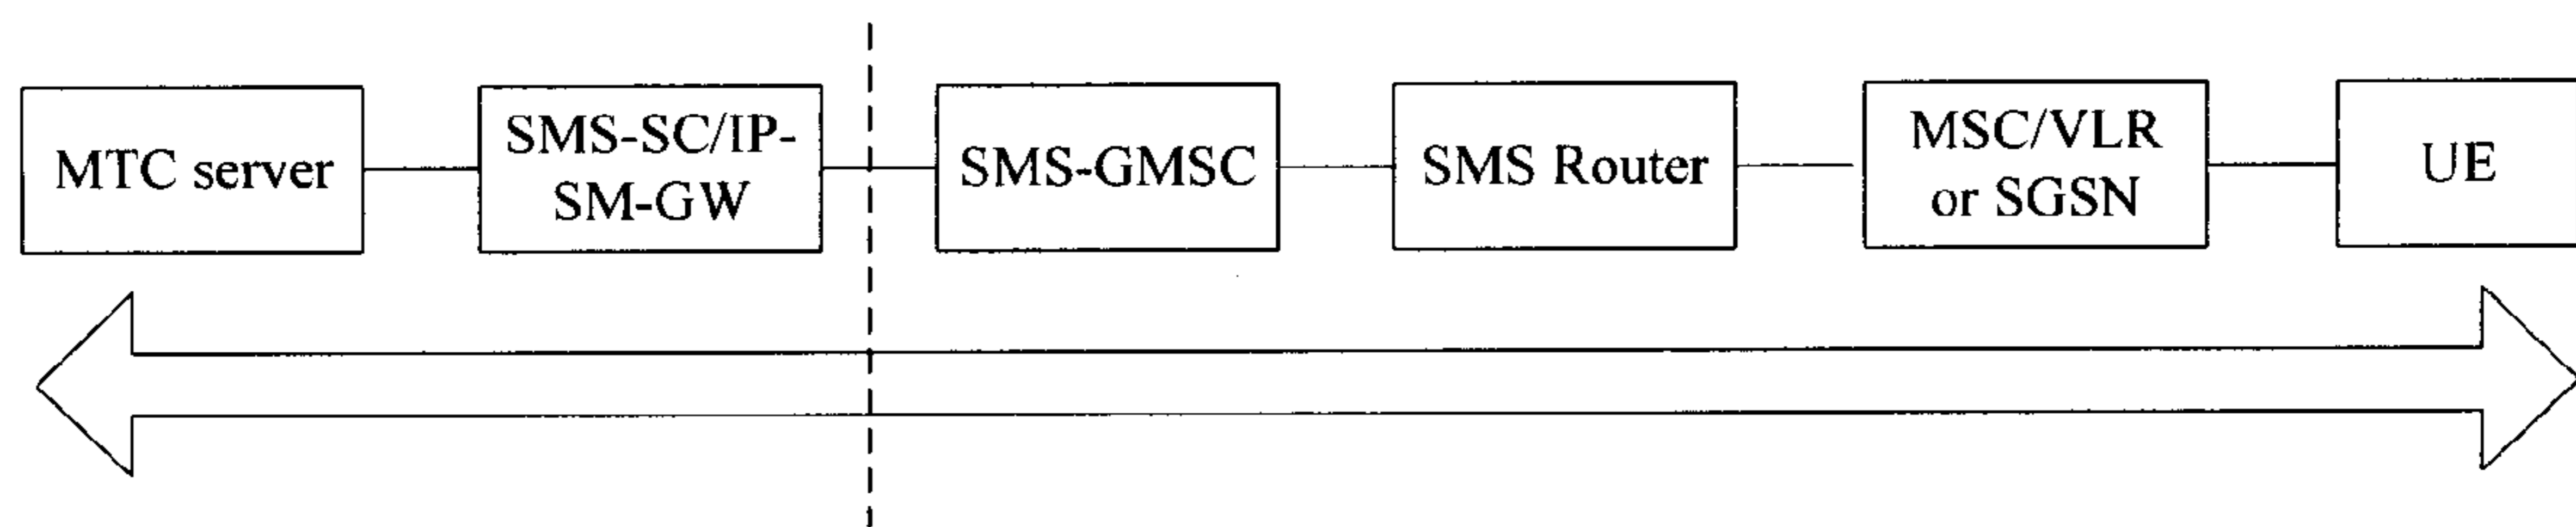 MTC server
SMS-SC/IP-
SM-GW
SMS-GMSC
SMS Router
MSC/VLR
or SGSN
UE